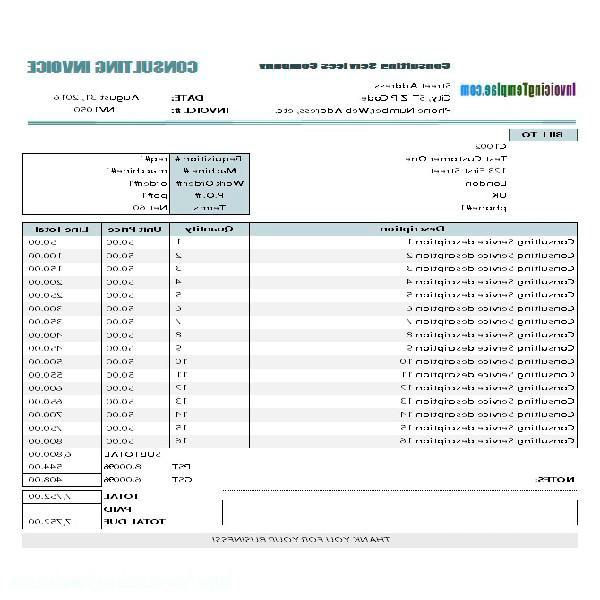 InvoicingTemplae.com
Consulting Services Company
CONSULTING INVOICE
Street Address
City, ST ZIP Code
DATE: August 31, 2016
Phone Number, Web Address, etc.
INVOICE #: NV1050
BILL TO
C1002
Test Customer One
Requisition # req#1
123 First Street
Machine # machine#1
London
Work Order# order#1
UK
P.O.# po#1
phone#1
Terms Net 60
Description Quantity Unit Price Line Total
Consulting Service description 1 1 50.00 50.00
Consulting Service description 2 2 50.00 100.00
Consulting Service description 3 3 50.00 150.00
Consulting Service description 4 4 50.00 200.00
Consulting Service description 5 5 50.00 250.00
Consulting Service description 6 6 50.00 300.00
Consulting Service description 7 7 50.00 350.00
Consulting Service description 8 8 50.00 400.00
Consulting Service description 9 9 50.00 450.00
Consulting Service description 10 10 50.00 500.00
Consulting Service description 11 11 50.00 550.00
Consulting Service description 12 12 50.00 600.00
Consulting Service description 13 13 50.00 650.00
Consulting Service description 14 14 50.00 700.00
Consulting Service description 15 15 50.00 750.00
Consulting Service description 16 16 50.00 800.00
SUBTOTAL 6,800.00
PST 8.000% 544.00
NOTES: GST 6.000% 408.00
TOTAL 7,752.00
PAID
TOTAL DUE 7,752.00
THANK YOU FOR YOUR BUSINESS!